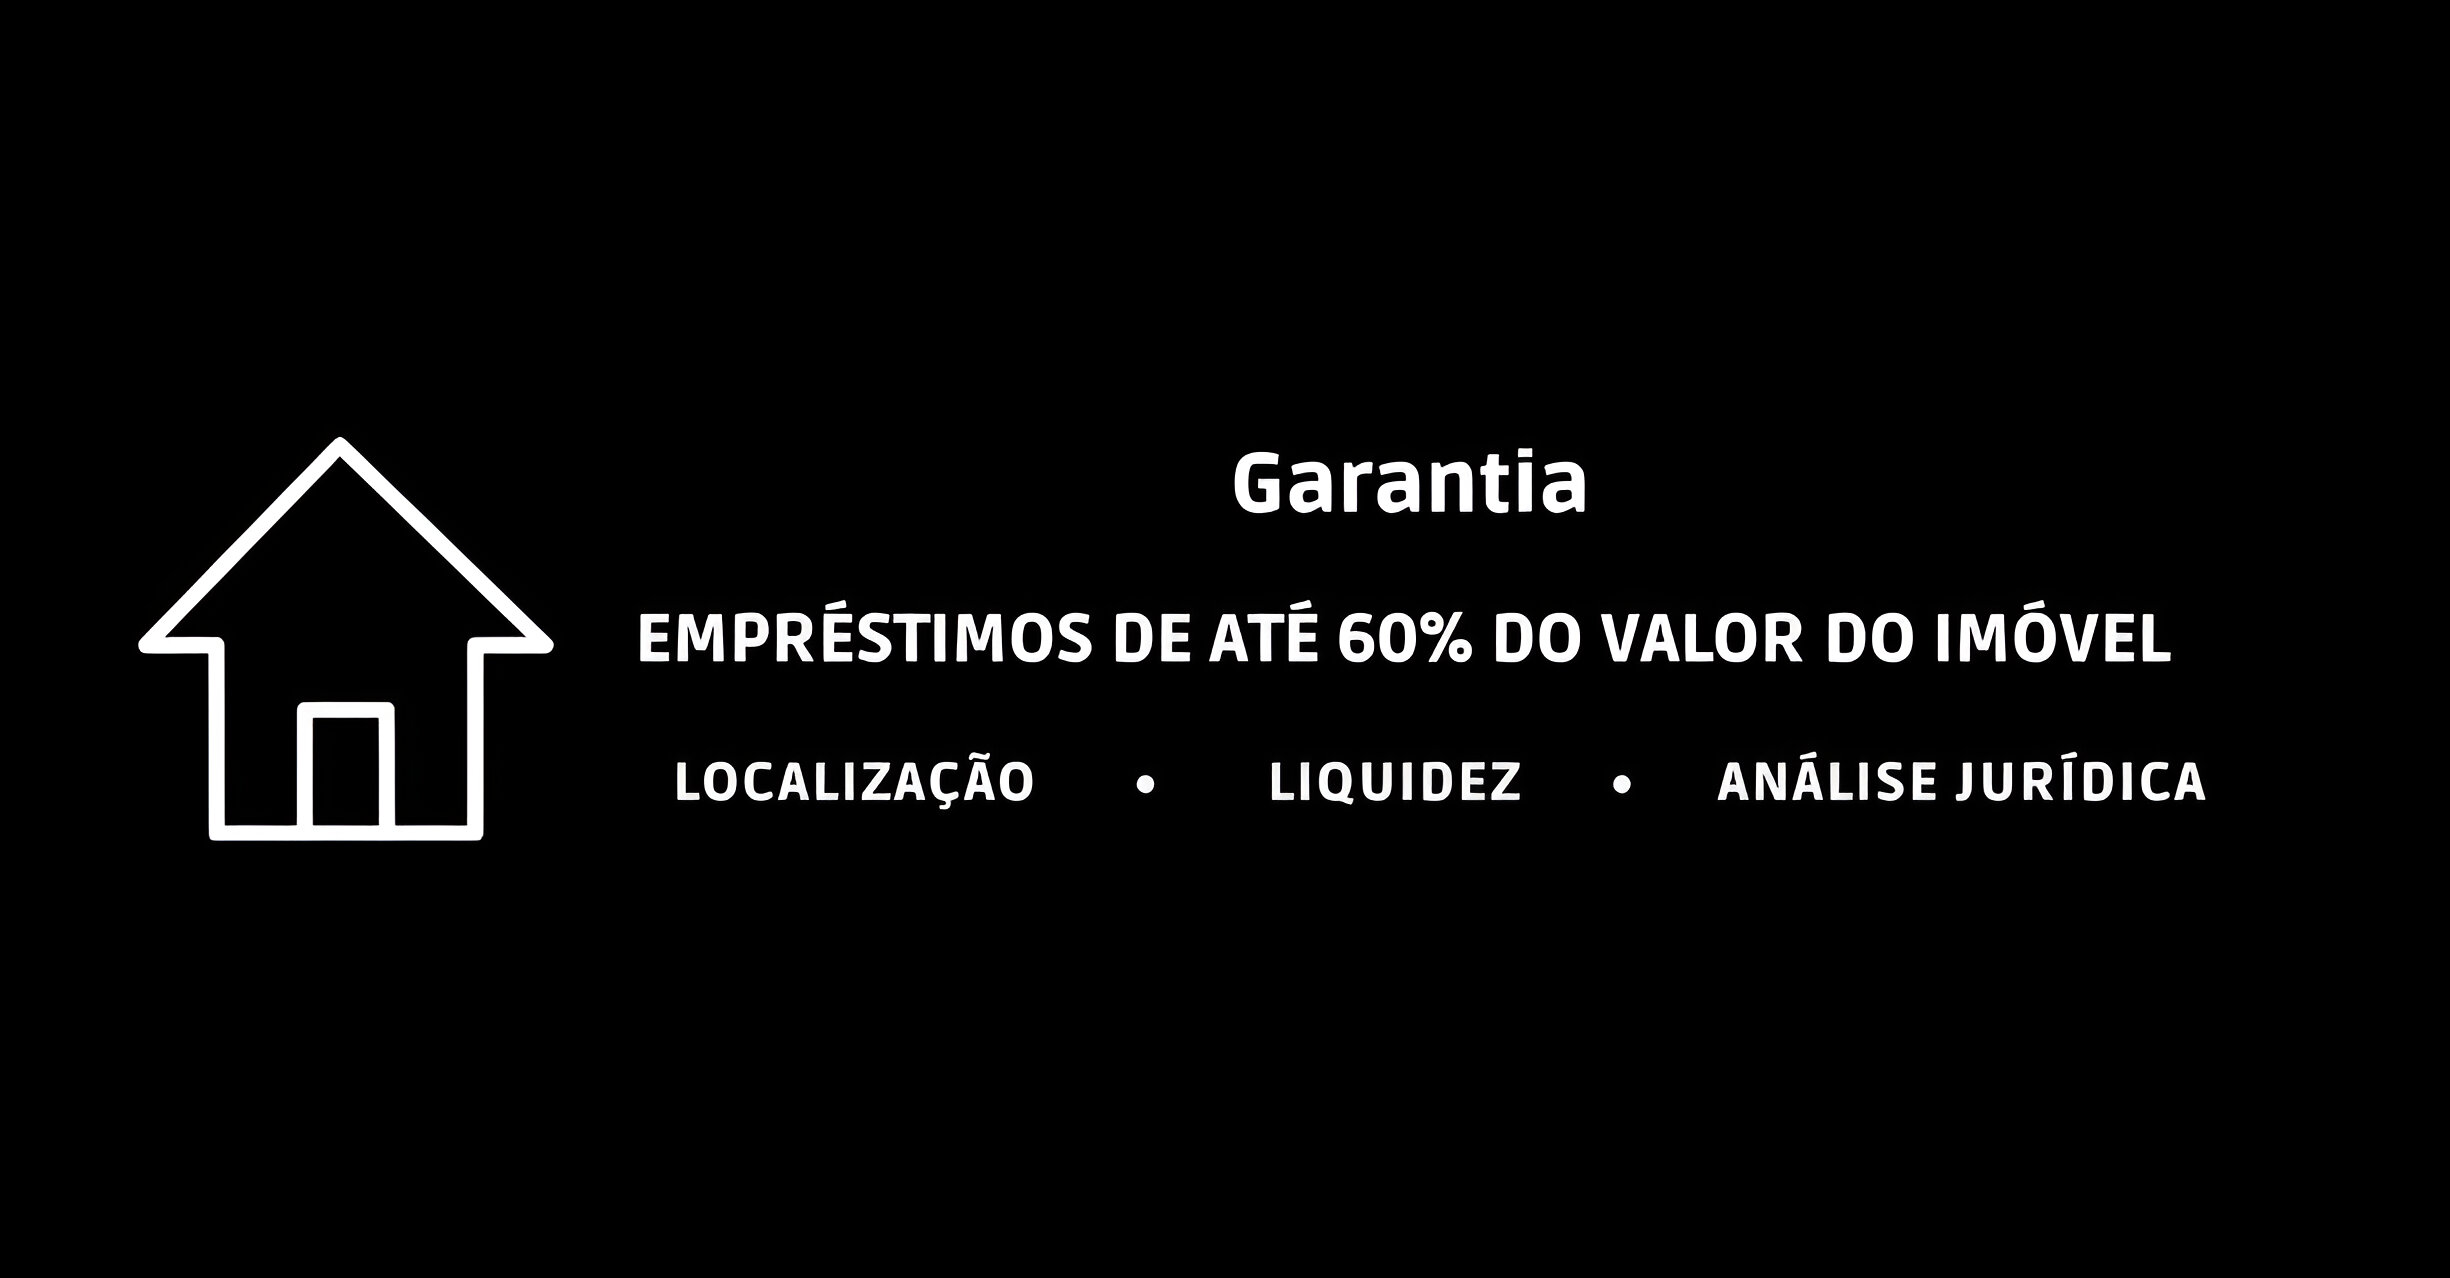 Garantia
EMPRÉSTIMOS DE ATÉ 60% DO VALOR DO IMÓVEL
LOCALIZAÇÃO • LIQUIDEZ • ANÁLISE JURÍDICA